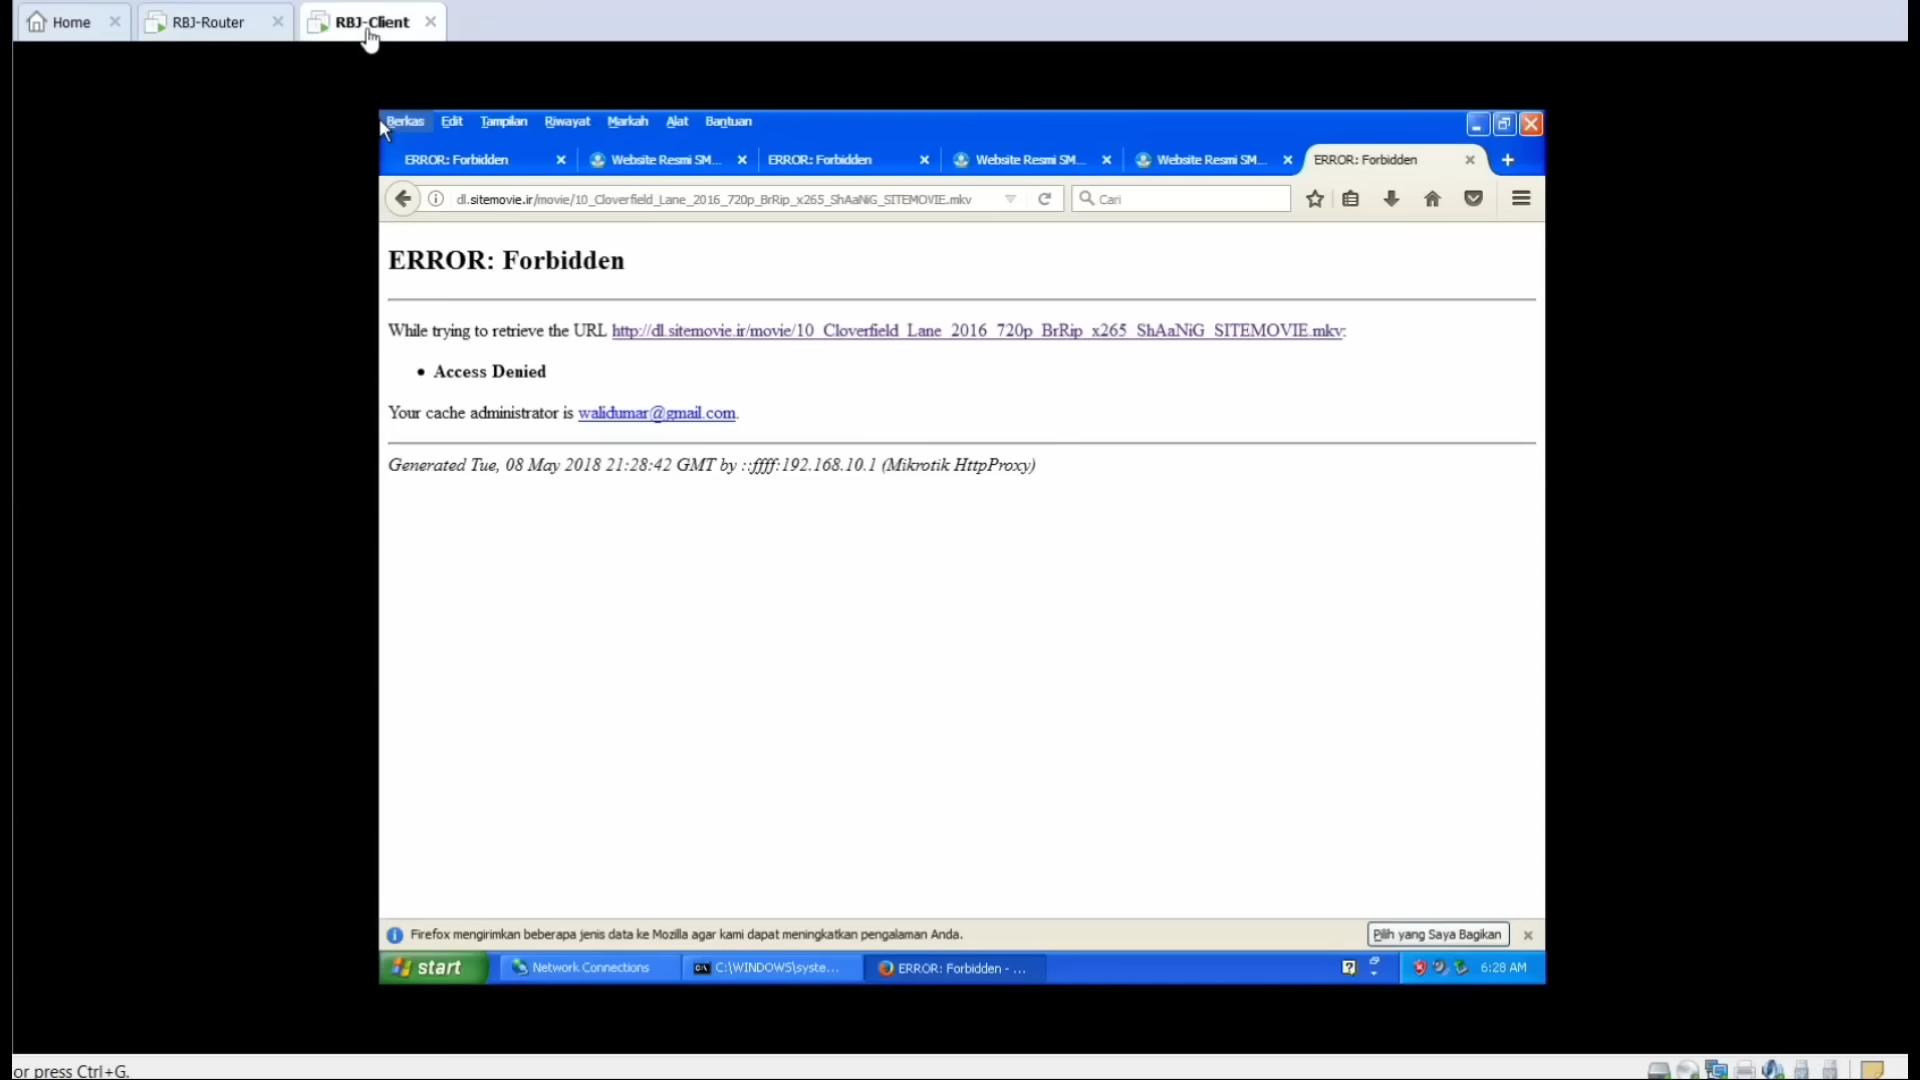 Home
RBJ-Router
RBJ-Client
Berkas Edit Tampilan Riwayat Markah Alat Bantuan
ERROR: Forbidden
Website Resmi SM...
ERROR: Forbidden
Website Resmi SM...
Website Resmi SM...
ERROR: Forbidden
dl.sitemovie.ir/movie/10_Cloverfield_Lane_2016_720p_BrRip_x265_ShAaNiG_SITEMOVIE.mkv
Cari
ERROR: Forbidden
While trying to retrieve the URL http://dl.sitemovie.ir/movie/10_Cloverfield_Lane_2016_720p_BrRip_x265_ShAaNiG_SITEMOVIE.mkv:
• Access Denied
Your cache administrator is walidumar@gmail.com.
Generated Tue, 08 May 2018 21:28:42 GMT by ::ffff:192.168.10.1 (Mikrotik HttpProxy)
Firefox mengirimkan beberapa jenis data ke Mozilla agar kami dapat meningkatkan pengalaman Anda.
Pilih yang Saya Bagikan
start
Network Connections
C:\WINDOWS\syste...
ERROR: Forbidden - ...
6:28 AM
or press Ctrl+G.